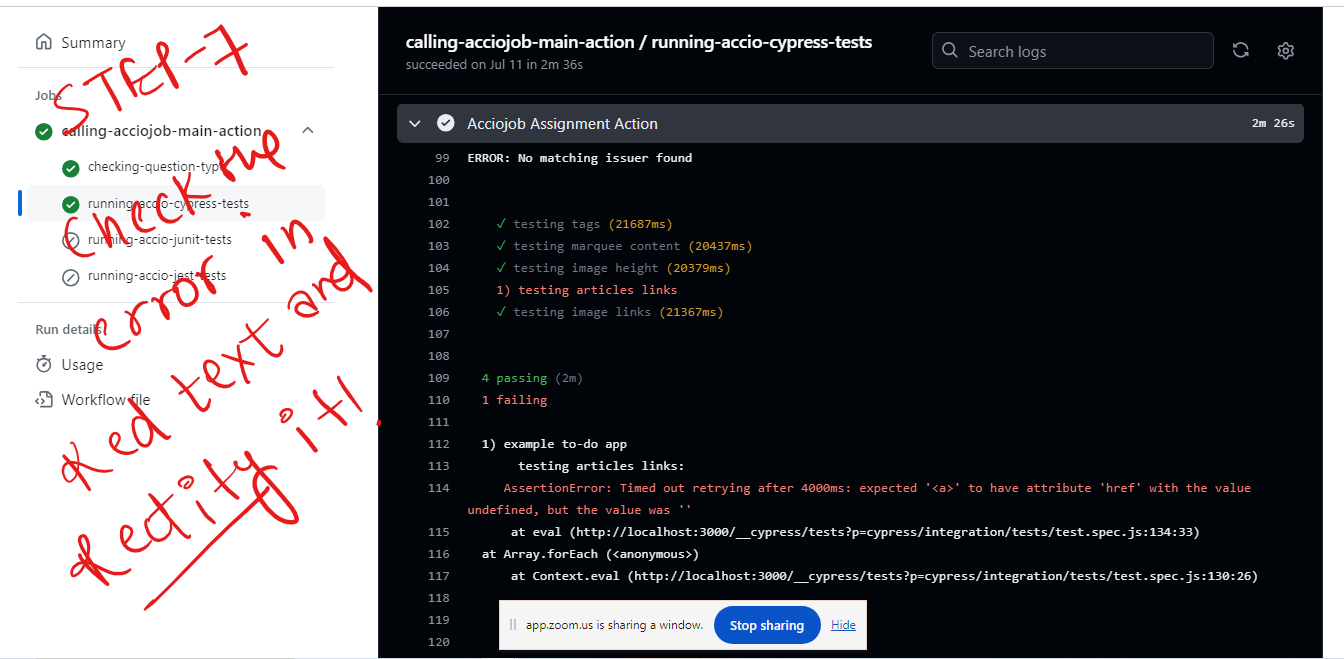 Summary
Jobs
calling-acciojob-main-action
checking-question-type
running-accio-cypress-tests
running-accio-junit-tests
running-accio-jest-tests
Run details
Usage
Workflow file
STEP-7
Check the
error in
Red text and
Rectify it!
calling-acciojob-main-action / running-accio-cypress-tests
succeeded on Jul 11 in 2m 36s
Search logs
Acciojob Assignment Action 2m 26s
99 ERROR: No matching issuer found
100
101
102 ✓ testing tags (21687ms)
103 ✓ testing marquee content (20437ms)
104 ✓ testing image height (20379ms)
105 1) testing articles links
106 ✓ testing image links (21367ms)
107
108
109 4 passing (2m)
110 1 failing
111
112 1) example to-do app
113 testing articles links:
114 AssertionError: Timed out retrying after 4000ms: expected '<a>' to have attribute 'href' with the value
undefined, but the value was ''
115 at eval (http://localhost:3000/__cypress/tests?p=cypress/integration/tests/test.spec.js:134:33)
116 at Array.forEach (<anonymous>)
117 at Context.eval (http://localhost:3000/__cypress/tests?p=cypress/integration/tests/test.spec.js:130:26)
118
119
120
app.zoom.us is sharing a window. Stop sharing Hide